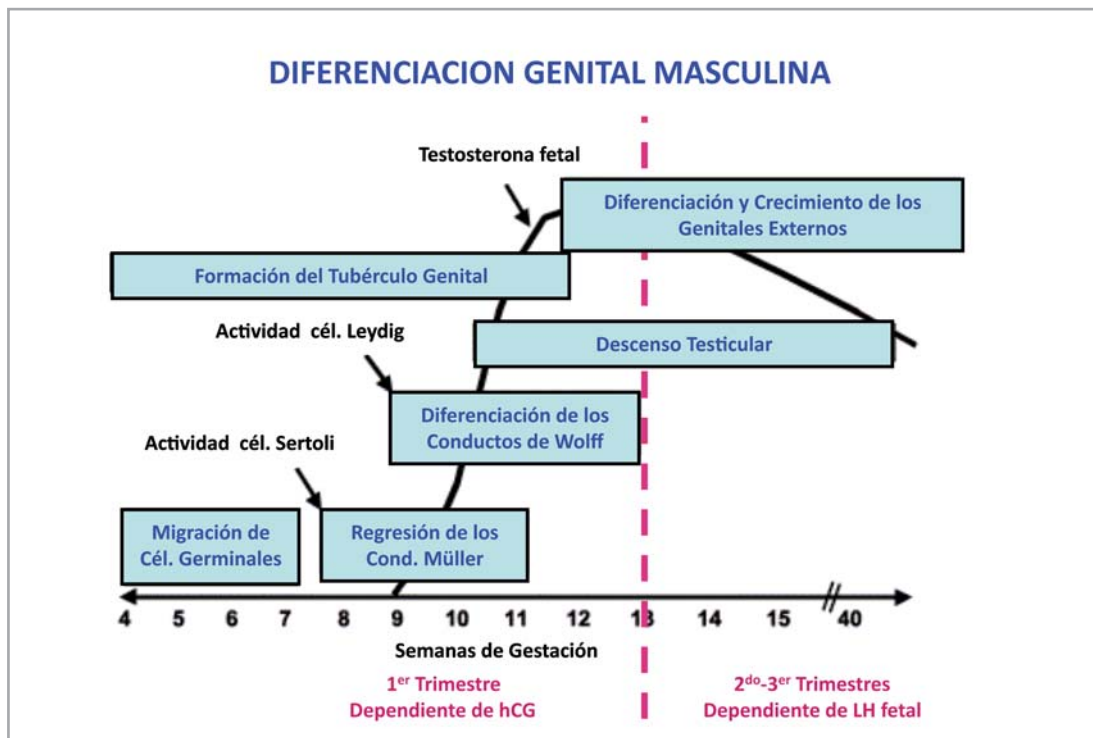 DIFERENCIACION GENITAL MASCULINA
Testosterona fetal
Diferenciación y Crecimiento de los
Genitales Externos
Formación del Tubérculo Genital
Actividad cél. Leydig
Descenso Testicular
Diferenciación de los
Conductos de Wolff
Actividad cél. Sertoli
Migración de
Cél. Germinales
Regresión de los
Cond. Müller
4 5 6 7 8 9 10 11 12 13 14 15 40
Semanas de Gestación
1er Trimestre
Dependiente de hCG
2do-3er Trimestres
Dependiente de LH fetal